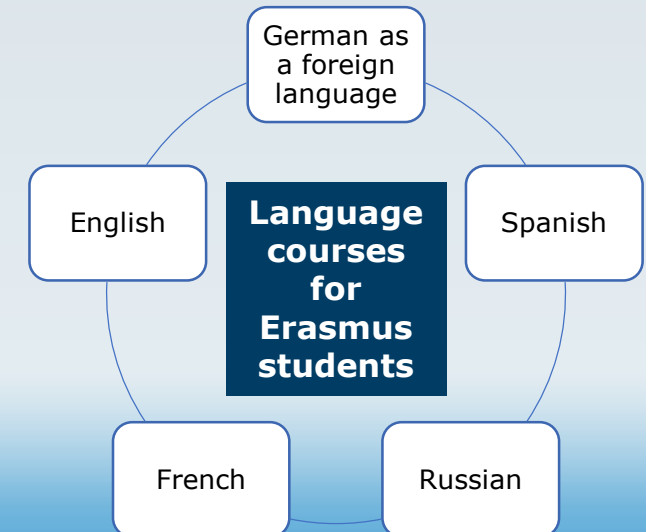 German as
a foreign
language
English
Language
courses
for
Erasmus
students
Spanish
French
Russian